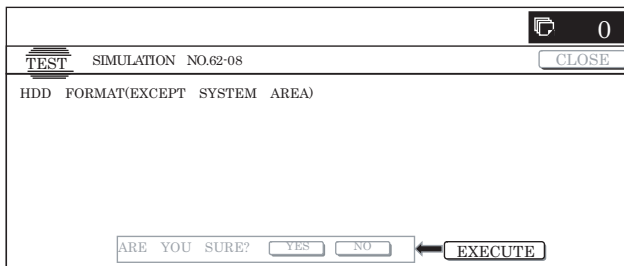 0
TEST SIMULATION NO.62-08 CLOSE
HDD FORMAT(EXCEPT SYSTEM AREA)
ARE YOU SURE? YES NO EXECUTE